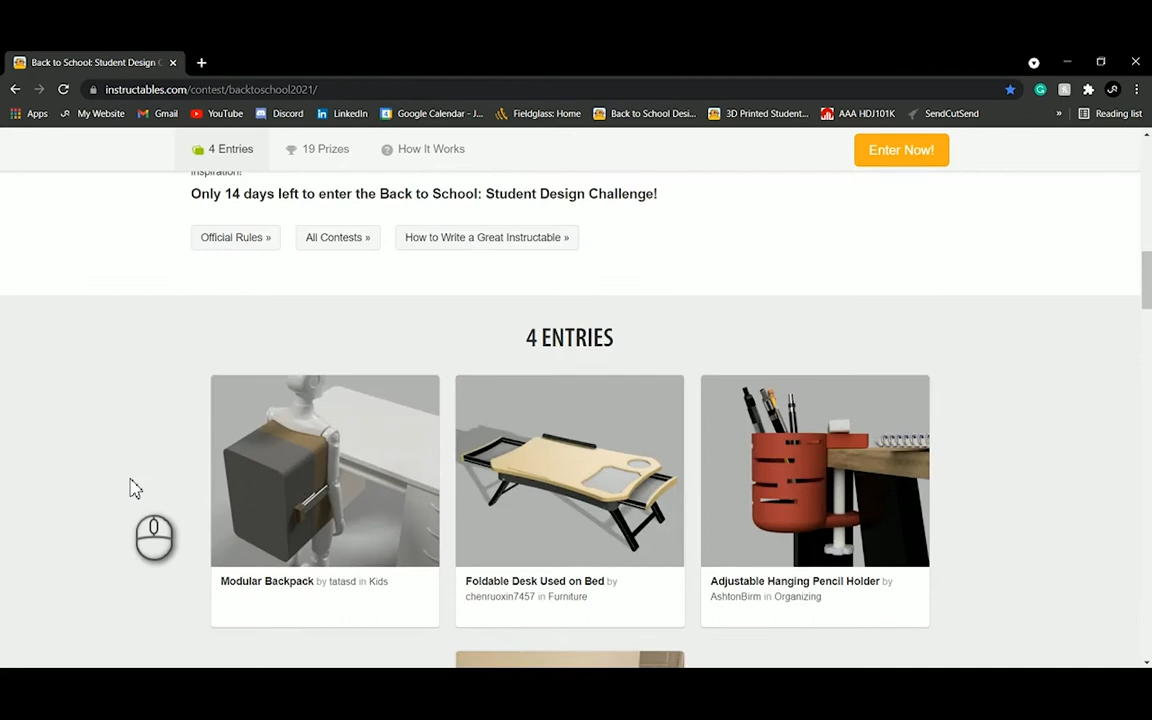 Back to School: Student Design C
instructables.com/contest/backtoschool2021/
Apps
My Website
Gmail
YouTube
Discord
LinkedIn
Google Calendar - J...
Fieldglass: Home
Back to School Desi...
3D Printed Student...
AAA HDJ101K
SendCutSend
»
Reading list
4 Entries
19 Prizes
How It Works
Enter Now!
inspiration!
Only 14 days left to enter the Back to School: Student Design Challenge!
Official Rules »
All Contests »
How to Write a Great Instructable »
4 ENTRIES
Modular Backpack by tatasd in Kids
Foldable Desk Used on Bed by
chenruoxin7457 in Furniture
Adjustable Hanging Pencil Holder by
AshtonBirm in Organizing